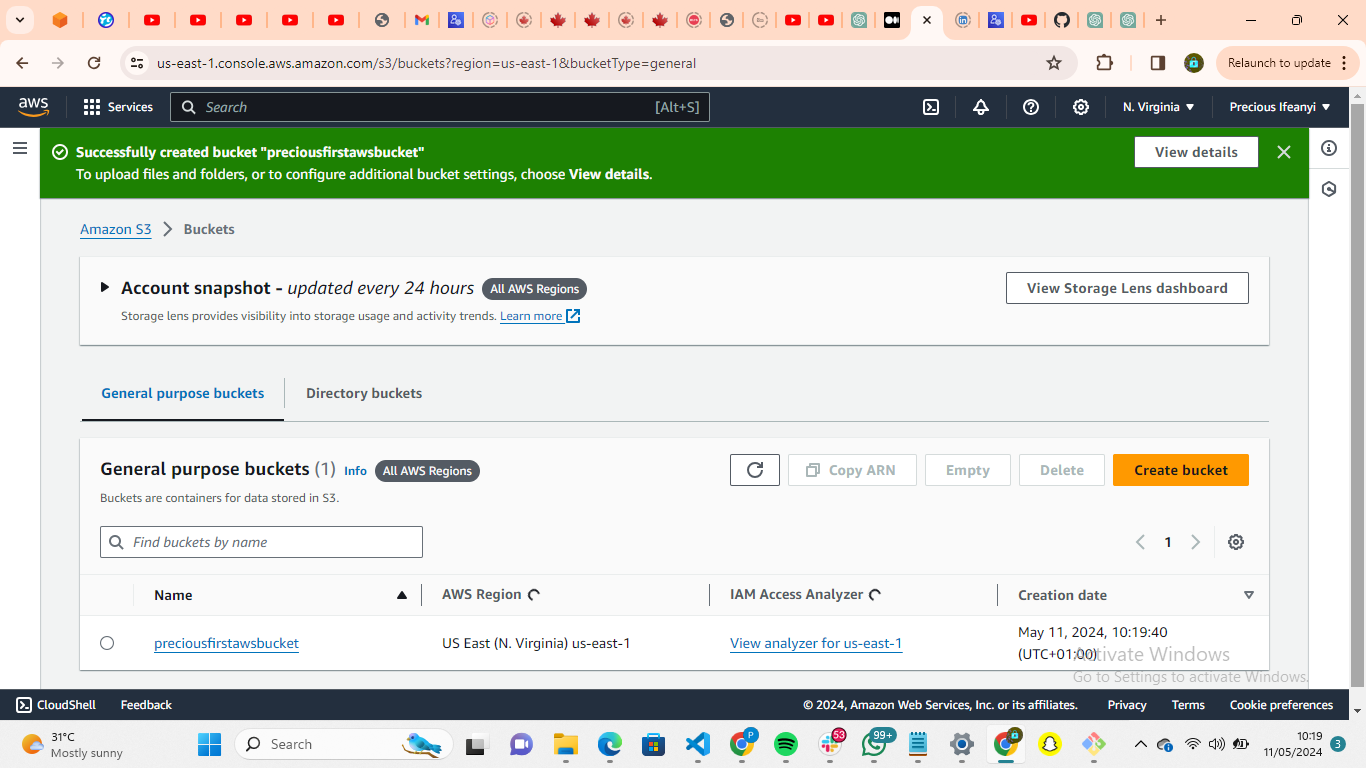 us-east-1.console.aws.amazon.com/s3/buckets?region=us-east-1&bucketType=general
Relaunch to update
aws
Services
Search
[Alt+S]
N. Virginia
Precious Ifeanyi
Successfully created bucket "preciousfirstawsbucket"
To upload files and folders, or to configure additional bucket settings, choose View details.
View details
Amazon S3
Buckets
Account snapshot - updated every 24 hours
All AWS Regions
Storage lens provides visibility into storage usage and activity trends. Learn more
View Storage Lens dashboard
General purpose buckets
Directory buckets
General purpose buckets (1)
Info
All AWS Regions
Buckets are containers for data stored in S3.
Copy ARN
Empty
Delete
Create bucket
Find buckets by name
1
Name
AWS Region
IAM Access Analyzer
Creation date
preciousfirstawsbucket
US East (N. Virginia) us-east-1
View analyzer for us-east-1
May 11, 2024, 10:19:40
(UTC+01:00)
Activate Windows
Go to Settings to activate Windows.
CloudShell
Feedback
© 2024, Amazon Web Services, Inc. or its affiliates.
Privacy
Terms
Cookie preferences
31°C
Mostly sunny
Search
P
53
99+
10:19
11/05/2024
3